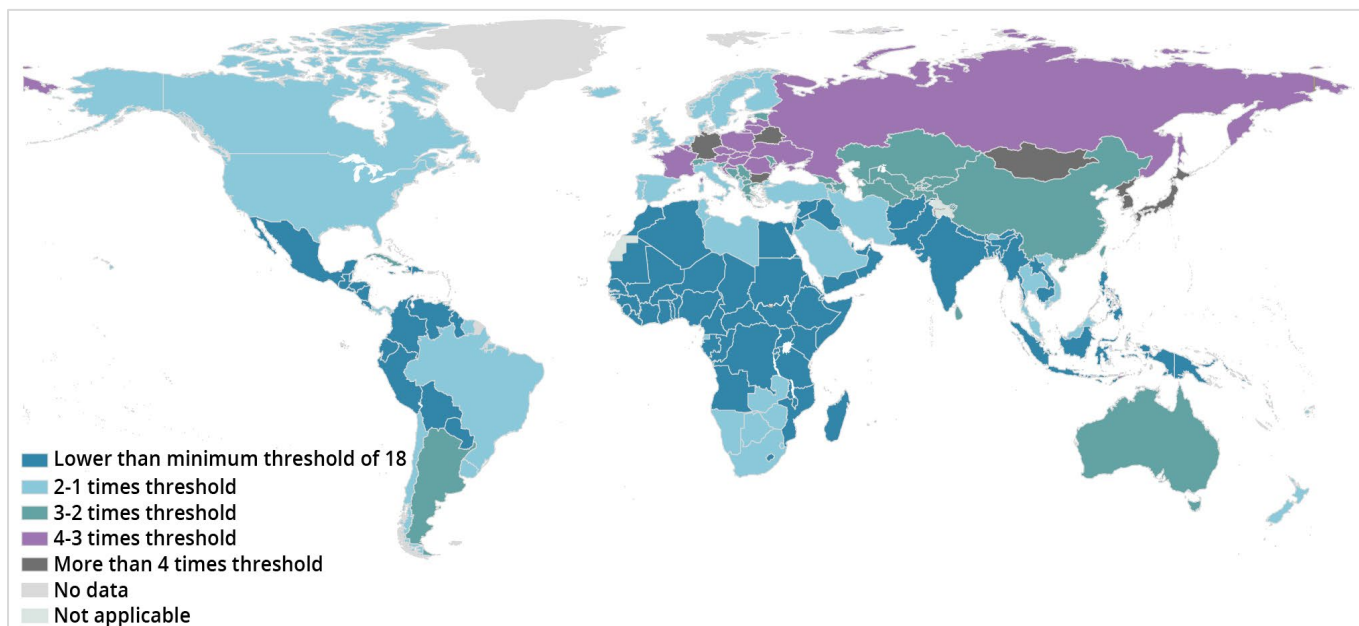 Lower than minimum threshold of 18
2-1 times threshold
3-2 times threshold
4-3 times threshold
More than 4 times threshold
No data
Not applicable